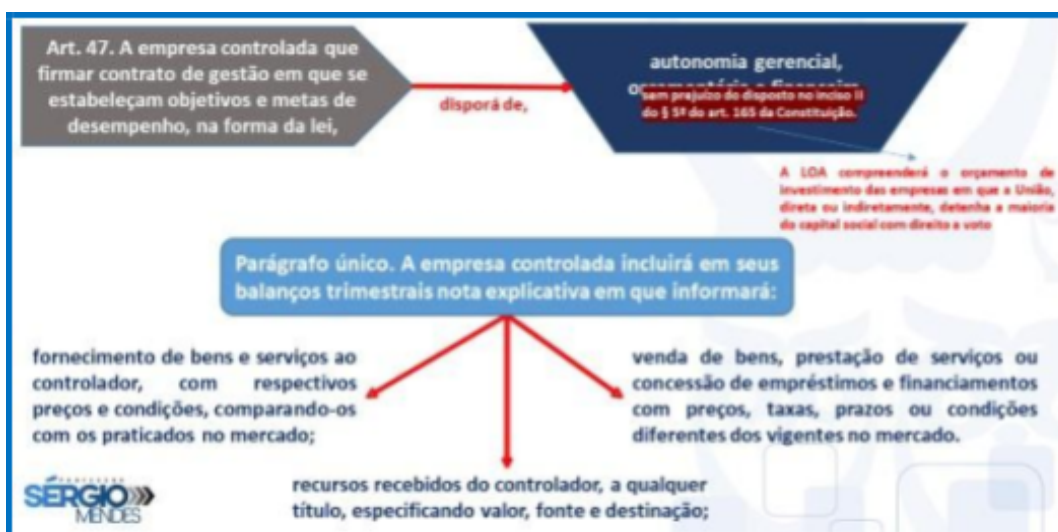 Art. 47. A empresa controlada que
firmar contrato de gestão em que se
estabeleçam objetivos e metas de
desempenho, na forma da lei,
disporá de,
autonomia gerencial,
sem prejuízo do disposto no inciso II
do § 5º do art. 165 da Constituição.
A LOA compreenderá o orçamento de
investimento das empresas em que a União,
direta ou indiretamente, detenha a maioria
do capital social com direito a voto
Parágrafo único. A empresa controlada incluirá em seus
balanços trimestrais nota explicativa em que informará:
fornecimento de bens e serviços ao
controlador, com respectivos
preços e condições, comparando-os
com os praticados no mercado;
venda de bens, prestação de serviços ou
concessão de empréstimos e financiamentos
com preços, taxas, prazos ou condições
diferentes dos vigentes no mercado.
recursos recebidos do controlador, a qualquer
título, especificando valor, fonte e destinação;
PROFESSOR
SÉRGIO
MENDES